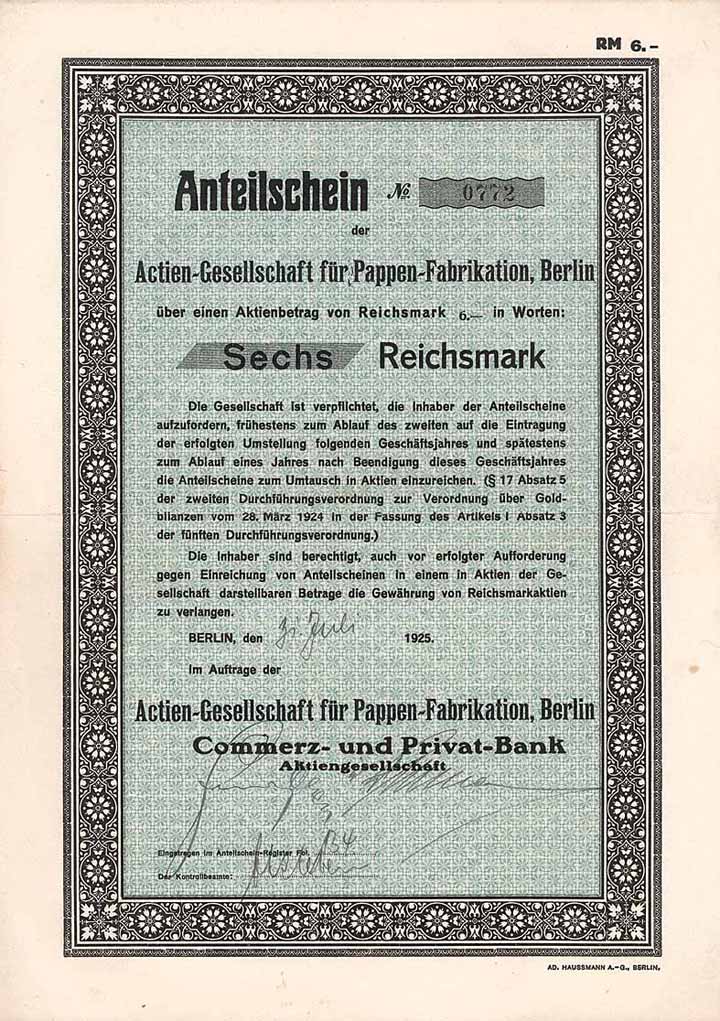 RM 6.–
Anteilschein No. 0772
der
Actien-Gesellschaft für Pappen-Fabrikation, Berlin
über einen Aktienbetrag von Reichsmark 6.— in Worten:
Sechs Reichsmark
Die Gesellschaft ist verpflichtet, die Inhaber der Anteilscheine
aufzufordern, frühestens zum Ablauf des zweiten auf die Eintragung
der erfolgten Umstellung folgenden Geschäftsjahres und spätestens
zum Ablauf eines Jahres nach Beendigung dieses Geschäftsjahres
die Anteilscheine zum Umtausch in Aktien einzureichen. (§ 17 Absatz 5
der zweiten Durchführungsverordnung zur Verordnung über Gold-
bilanzen vom 28. März 1924 in der Fassung des Artikels I Absatz 3
der fünften Durchführungsverordnung.)
Die Inhaber sind berechtigt, auch vor erfolgter Aufforderung
gegen Einreichung von Anteilscheinen in einem in Aktien der Ge-
sellschaft darstellbaren Betrage die Gewährung von Reichsmarkaktien
zu verlangen.
BERLIN, den 31. Juli 1925.
Im Auftrage der
Actien-Gesellschaft für Pappen-Fabrikation, Berlin
Commerz- und Privat-Bank
Aktiengesellschaft
Eingetragen im Anteilschein-Register Fol. 34
Der Kontrollbeamte:
AD. HAUSSMANN A.-G., BERLIN.